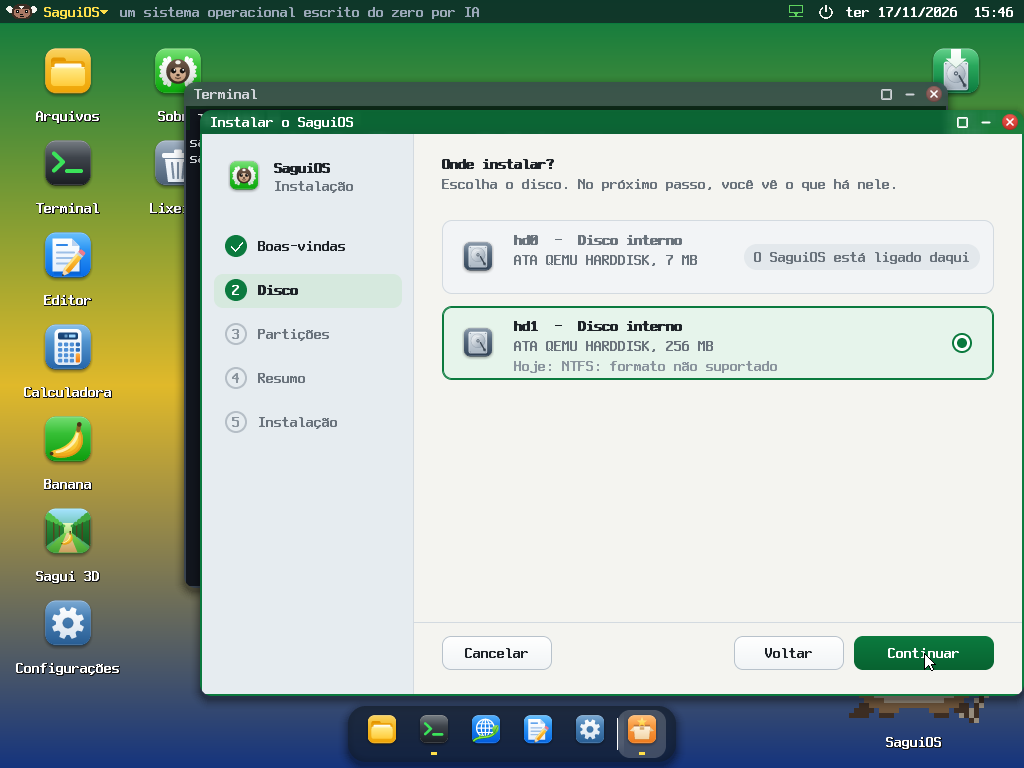 SaguiOS
um sistema operacional escrito do zero por IA
ter 17/11/2026 15:46
Arquivos
Terminal
Editor
Calculadora
Banana
Sagui 3D
Configurações
Terminal
Instalar o SaguiOS
SaguiOS
Instalação
Boas-vindas
2 Disco
3 Partições
4 Resumo
5 Instalação
Onde instalar?
Escolha o disco. No próximo passo, você vê o que há nele.
hd0 - Disco interno
ATA QEMU HARDDISK, 7 MB
O SaguiOS está ligado daqui
hd1 - Disco interno
ATA QEMU HARDDISK, 256 MB
Hoje: NTFS: formato não suportado
Cancelar
Voltar
Continuar
SaguiOS